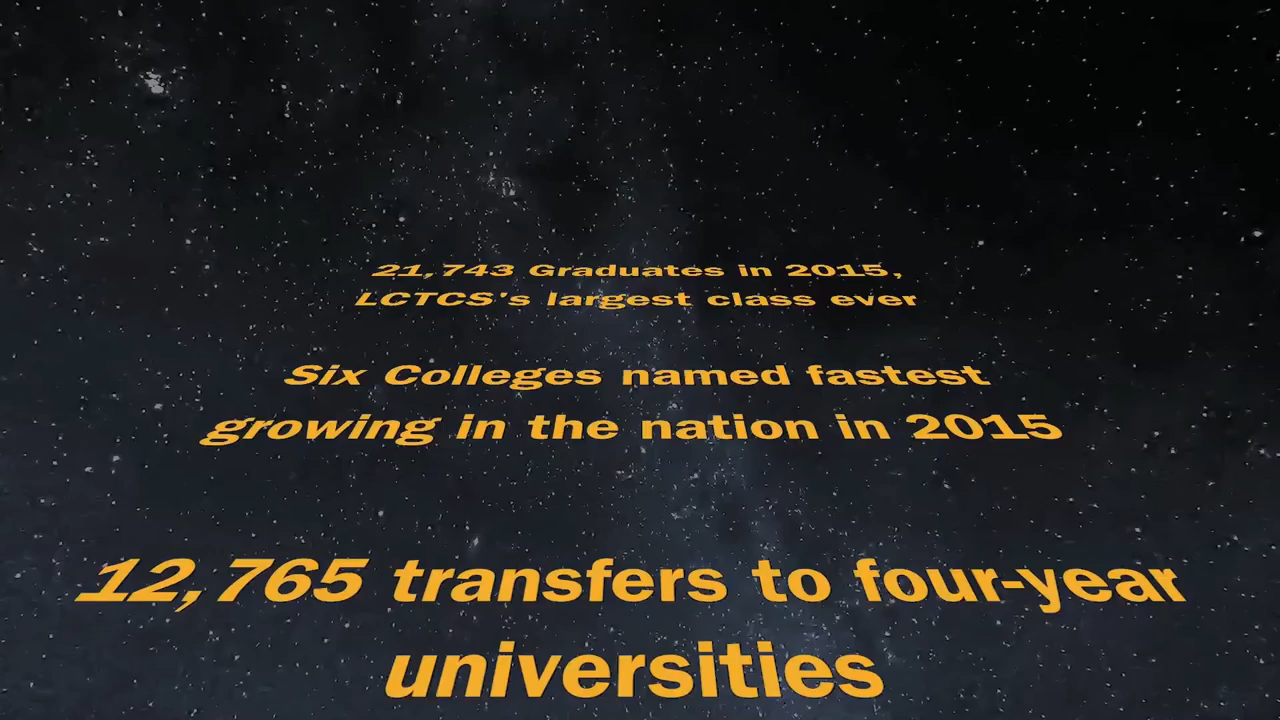 21,743 Graduates in 2015,
LCTCS's largest class ever
Six Colleges named fastest
growing in the nation in 2015
12,765 transfers to four-year
universities